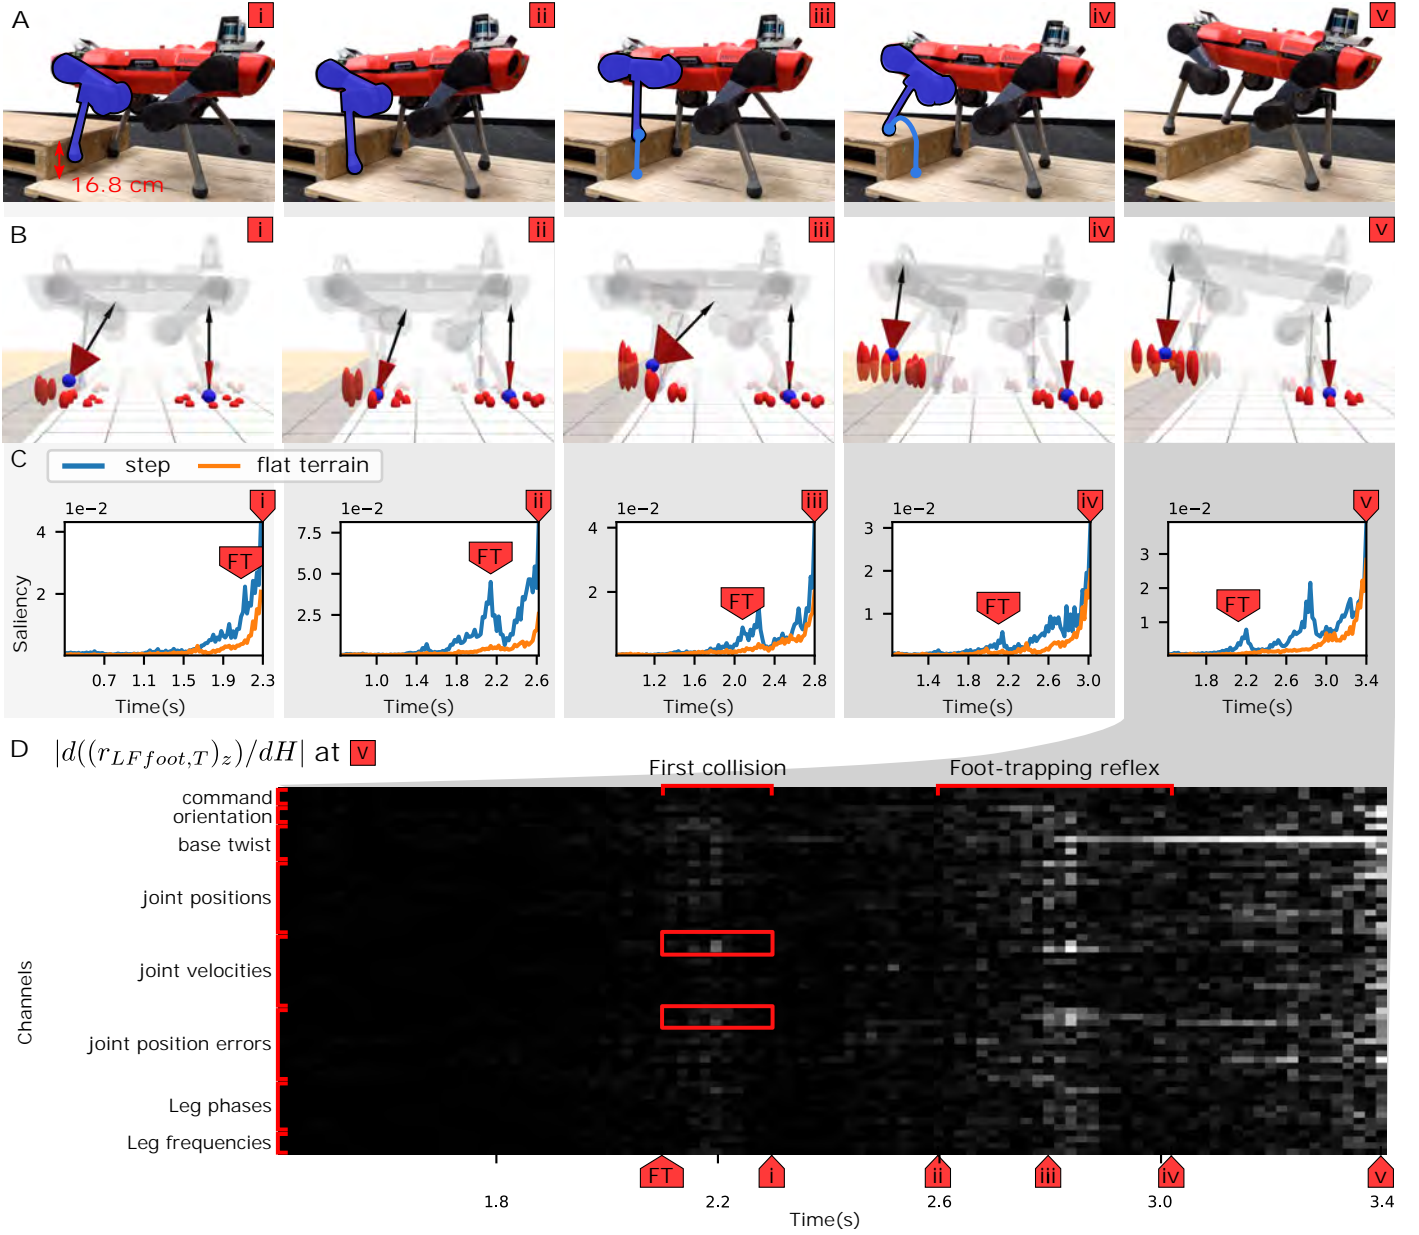 A
i
ii
iii
iv
v
16.8 cm
B
i
ii
iii
iv
v
C
step
flat terrain
i
ii
iii
iv
v
1e−2
1e−2
1e−2
1e−2
1e−2
Saliency
4
2
FT
0.7 1.1 1.5 1.9 2.3
Time(s)
7.5
5.0
2.5
FT
1.0 1.4 1.8 2.2 2.6
Time(s)
4
2
FT
1.2 1.6 2.0 2.4 2.8
Time(s)
3
2
1
FT
1.4 1.8 2.2 2.6 3.0
Time(s)
3
2
1
FT
1.8 2.2 2.6 3.0 3.4
Time(s)
D |d((r_{LFfoot,T})_z)/dH| at v
First collision
Foot-trapping reflex
Channels
command
orientation
base twist
joint positions
joint velocities
joint position errors
Leg phases
Leg frequencies
FT i ii iii iv v
1.8 2.2 2.6 3.0 3.4
Time(s)